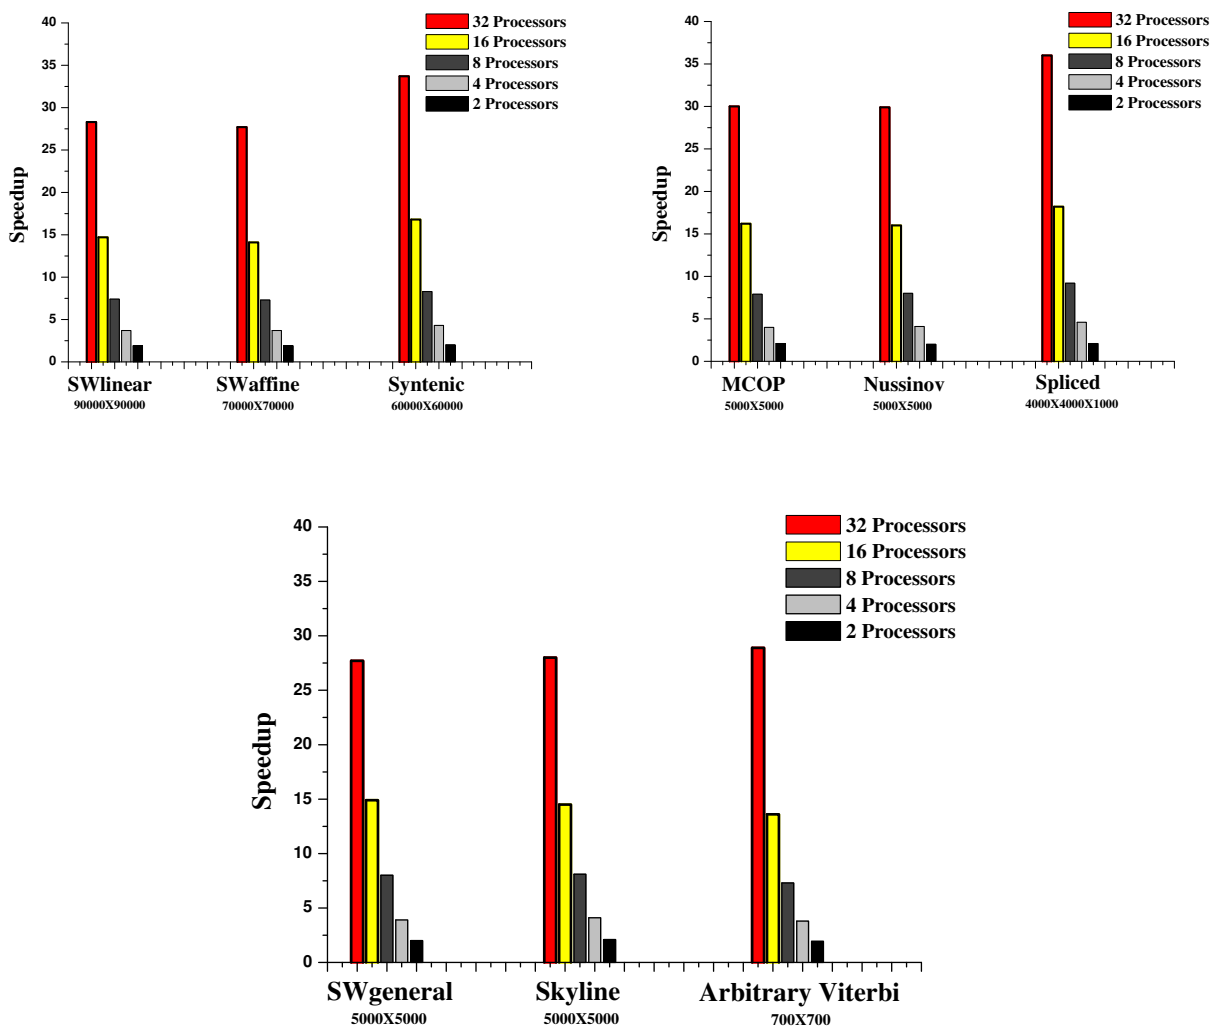 40
35
30
25
20
15
10
5
0
Speedup
32 Processors
16 Processors
8 Processors
4 Processors
2 Processors
SWlinear SWaffine Syntenic
90000X90000 70000X70000 60000X60000
40
35
30
25
20
15
10
5
0
Speedup
32 Processors
16 Processors
8 Processors
4 Processors
2 Processors
MCOP Nussinov Spliced
5000X5000 5000X5000 4000X4000X1000
40
35
30
25
20
15
10
5
0
Speedup
32 Processors
16 Processors
8 Processors
4 Processors
2 Processors
SWgeneral Skyline Arbitrary Viterbi
5000X5000 5000X5000 700X700